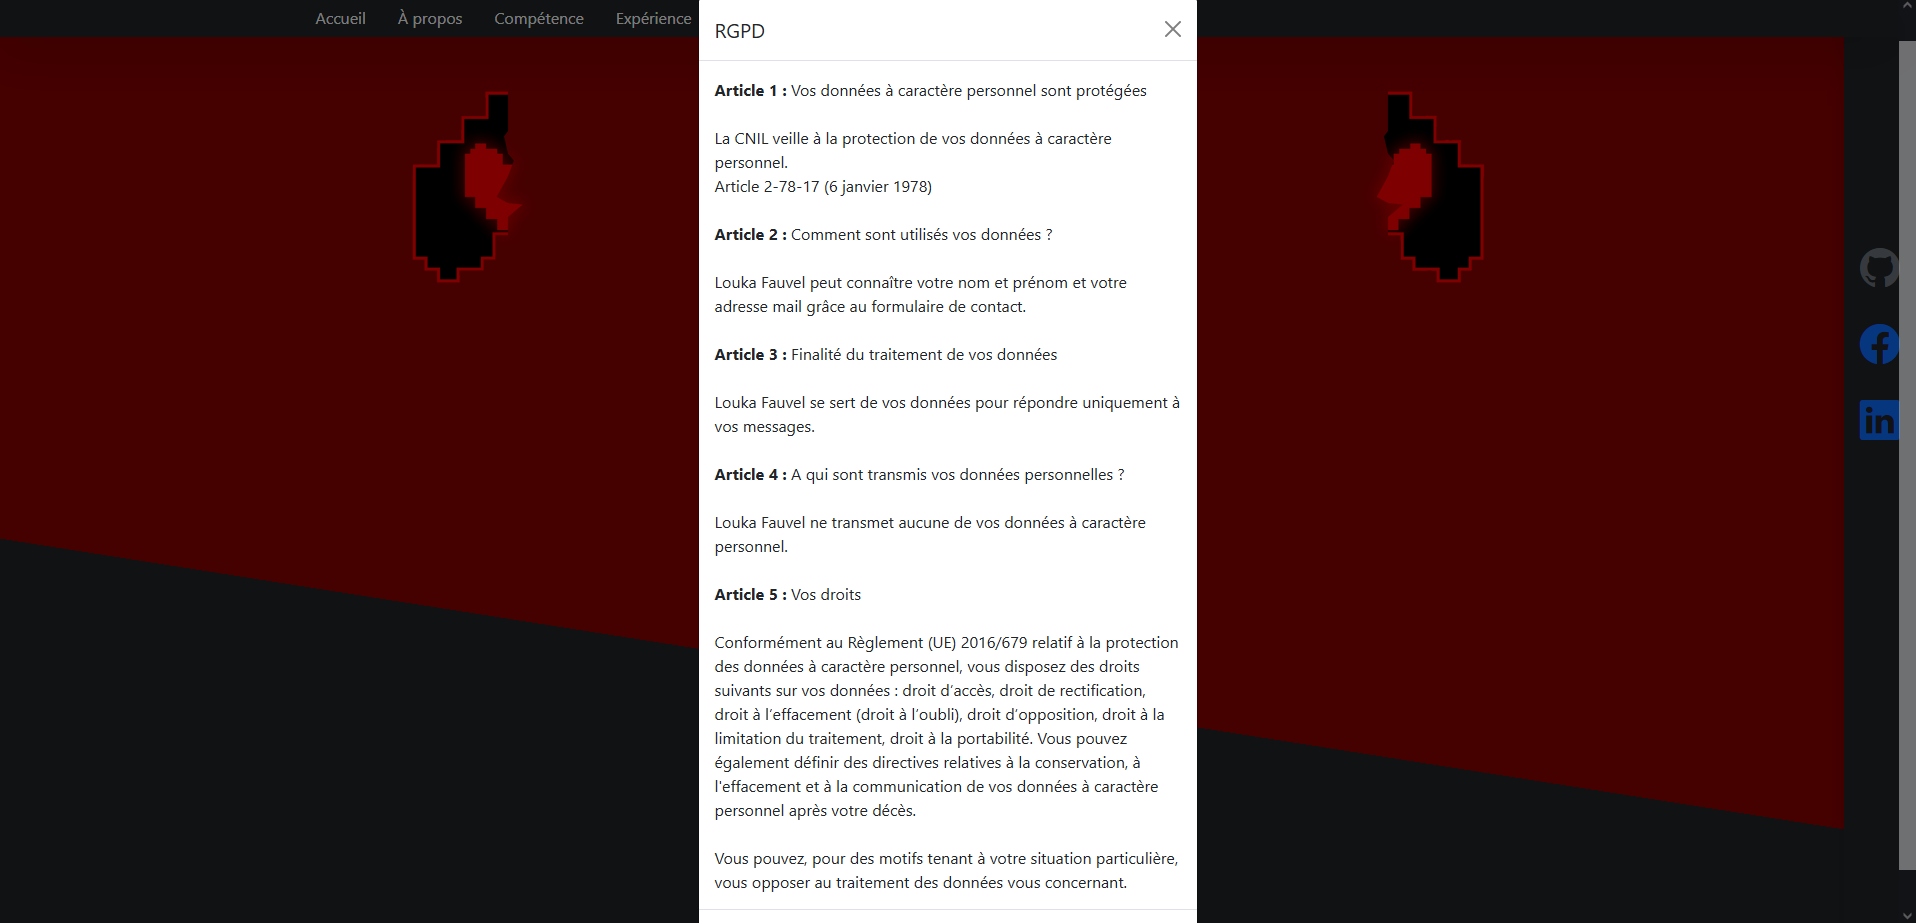 Accueil À propos Compétence Expérience
RGPD
Article 1 : Vos données à caractère personnel sont protégées
La CNIL veille à la protection de vos données à caractère
personnel.
Article 2-78-17 (6 janvier 1978)
Article 2 : Comment sont utilisés vos données ?
Louka Fauvel peut connaître votre nom et prénom et votre
adresse mail grâce au formulaire de contact.
Article 3 : Finalité du traitement de vos données
Louka Fauvel se sert de vos données pour répondre uniquement à
vos messages.
Article 4 : A qui sont transmis vos données personnelles ?
Louka Fauvel ne transmet aucune de vos données à caractère
personnel.
Article 5 : Vos droits
Conformément au Règlement (UE) 2016/679 relatif à la protection
des données à caractère personnel, vous disposez des droits
suivants sur vos données : droit d’accès, droit de rectification,
droit à l’effacement (droit à l’oubli), droit d’opposition, droit à la
limitation du traitement, droit à la portabilité. Vous pouvez
également définir des directives relatives à la conservation, à
l’effacement et à la communication de vos données à caractère
personnel après votre décès.
Vous pouvez, pour des motifs tenant à votre situation particulière,
vous opposer au traitement des données vous concernant.
in